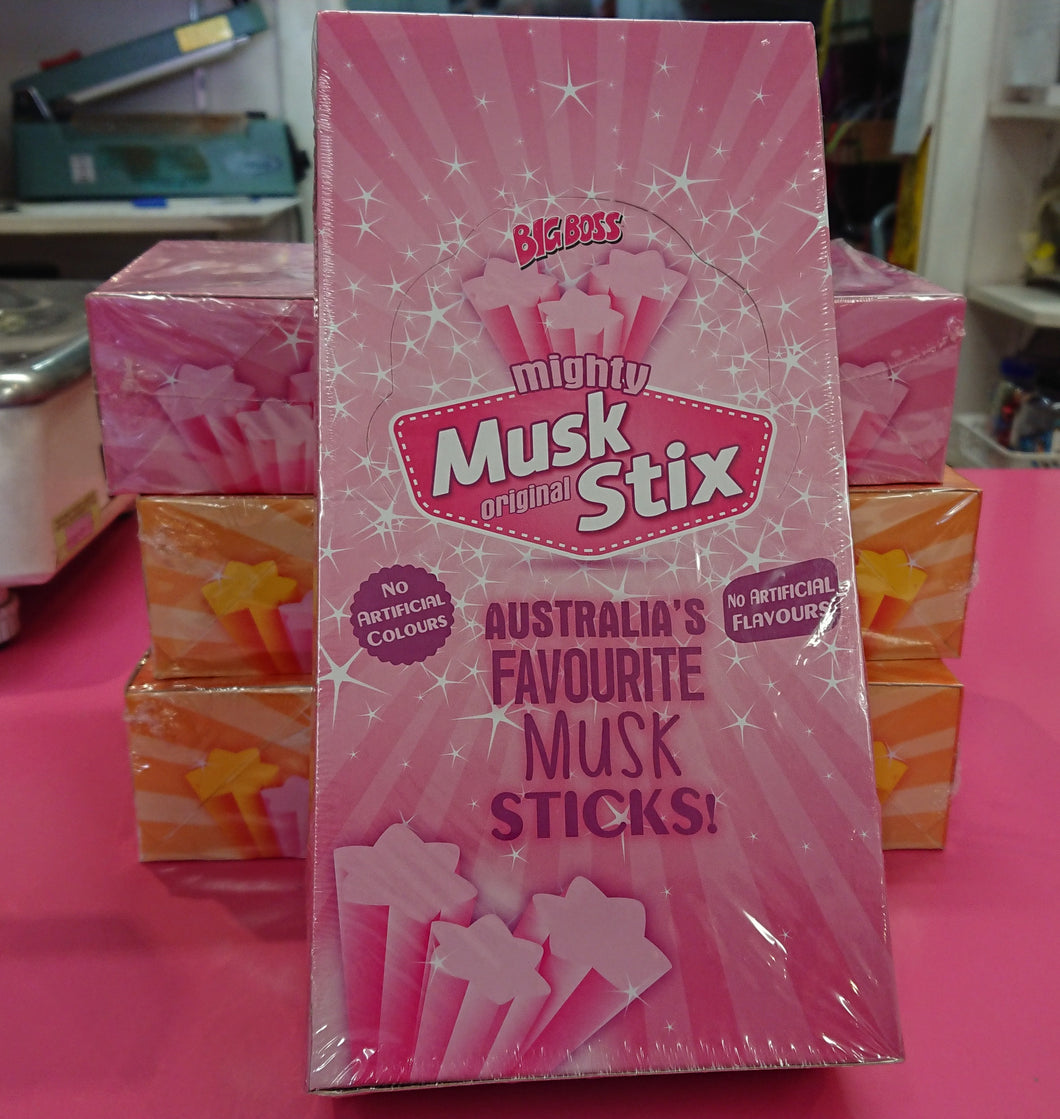 BIG BOSS
mighty
Musk
original Stix
No
Artificial
Colours
No Artificial
Flavours
AUSTRALIA'S
FAVOURITE
MUSK
STICKS!